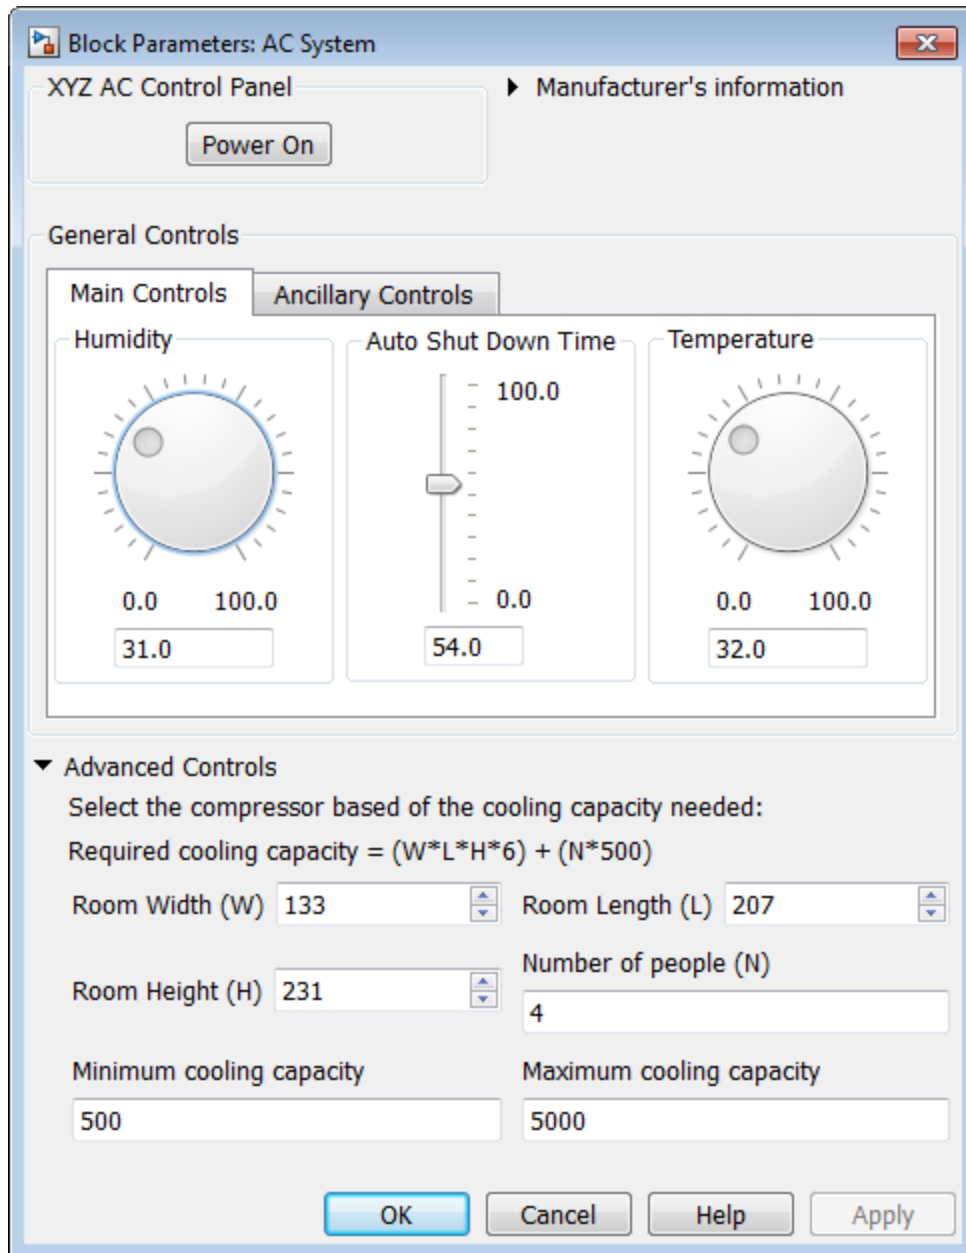 Block Parameters: AC System
XYZ AC Control Panel
Manufacturer's information
Power On
General Controls
Main Controls
Ancillary Controls
Humidity
Auto Shut Down Time
Temperature
100.0
0.0
0.0 100.0
0.0 100.0
31.0
54.0
32.0
Advanced Controls
Select the compressor based of the cooling capacity needed:
Required cooling capacity = (W*L*H*6) + (N*500)
Room Width (W) 133
Room Length (L) 207
Room Height (H) 231
Number of people (N)
4
Minimum cooling capacity
Maximum cooling capacity
500
5000
OK
Cancel
Help
Apply